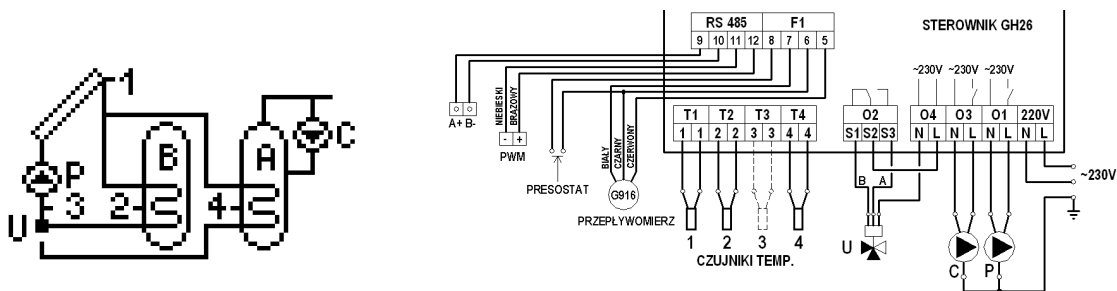 1
B
A
C
P
3
2
4
U
RS 485 F1
9 10 11 12 8 7 6 5
STEROWNIK GH26
~230V ~230V ~230V
A+ B-
NIEBIESKI
BRĄZOWY
- +
PWM
PRESOSTAT
BIAŁY
CZARNY
CZERWONY
G916
PRZEPŁYWOMIERZ
T1 T2 T3 T4
1 1 2 2 3 3 4 4
O2
S1 S2 S3
O4 O3 O1 220V
N L N L N L N L
B A
~230V
1 2 3 4
CZUJNIKI TEMP.
U
C P